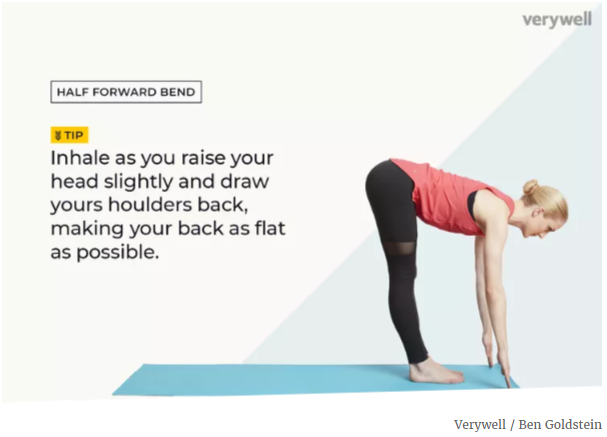 verywell
HALF FORWARD BEND
TIP
Inhale as you raise your
head slightly and draw
yours houlders back,
making your back as flat
as possible.
Verywell / Ben Goldstein